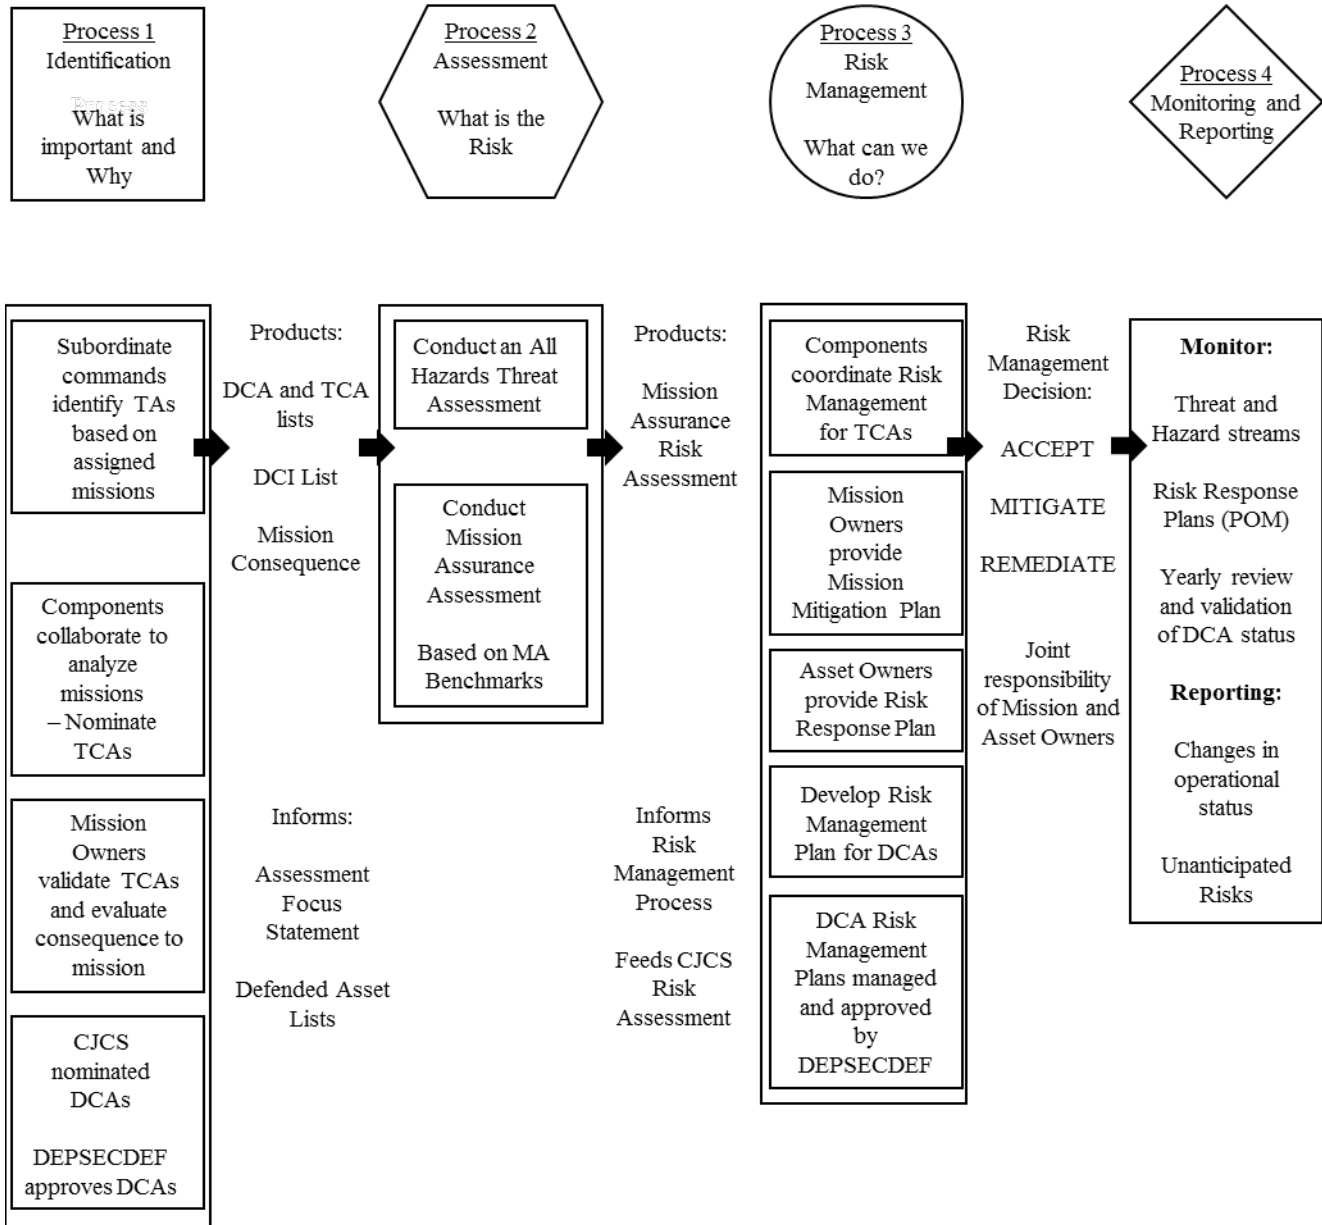 Process 1
Identification
Process
What is
important and
Why
Process 2
Assessment
What is the
Risk
Process 3
Risk
Management
What can we
do?
Process 4
Monitoring and
Reporting
Subordinate
commands
identify TAs
based on
assigned
missions
Components
collaborate to
analyze
missions
– Nominate
TCAs
Mission
Owners
validate TCAs
and evaluate
consequence to
mission
CJCS
nominated
DCAs
DEPSECDEF
approves DCAs
Products:
DCA and TCA
lists
DCI List
Mission
Consequence
Informs:
Assessment
Focus
Statement
Defended Asset
Lists
Conduct an All
Hazards Threat
Assessment
Conduct
Mission
Assurance
Assessment
Based on MA
Benchmarks
Products:
Mission
Assurance
Risk
Assessment
Informs
Risk
Management
Process
Feeds CJCS
Risk
Assessment
Components
coordinate Risk
Management
for TCAs
Mission
Owners
provide
Mission
Mitigation Plan
Asset Owners
provide Risk
Response Plan
Develop Risk
Management
Plan for DCAs
DCA Risk
Management
Plans managed
and approved
by
DEPSECDEF
Risk
Management
Decision:
ACCEPT
MITIGATE
REMEDIATE
Joint
responsibility
of Mission and
Asset Owners
Monitor:
Threat and
Hazard streams
Risk Response
Plans (POM)
Yearly review
and validation
of DCA status
Reporting:
Changes in
operational
status
Unanticipated
Risks